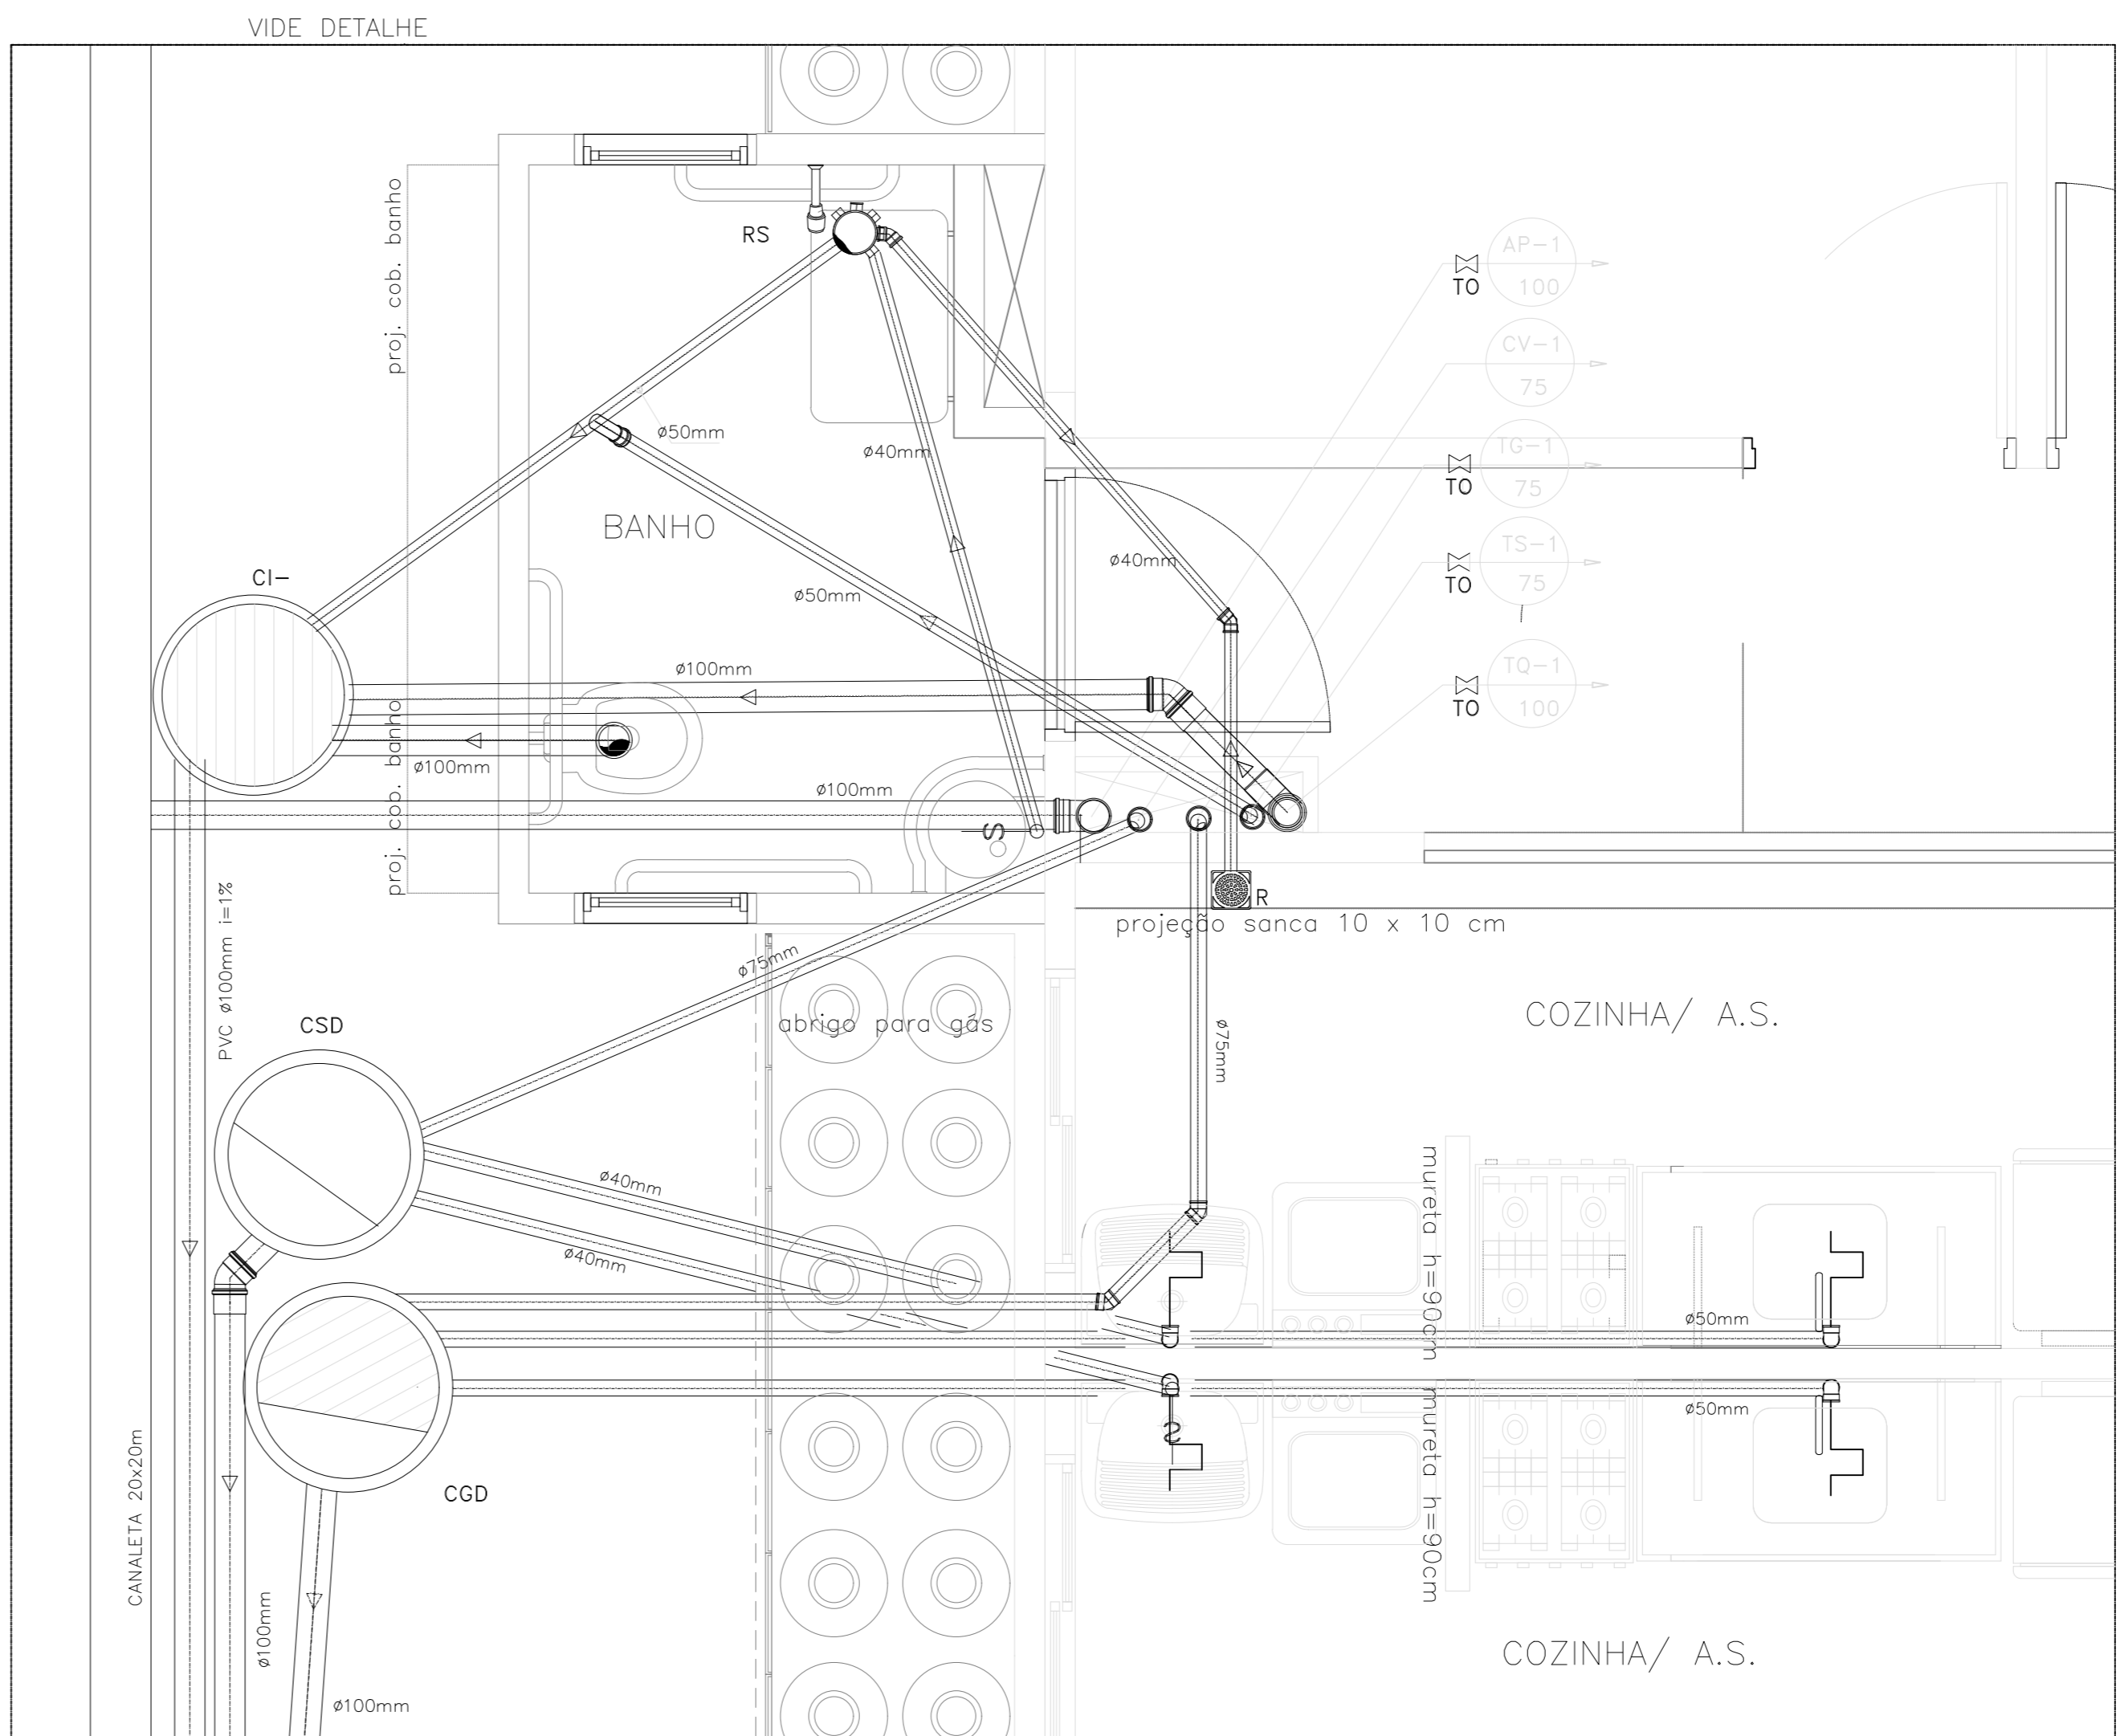 VIDE DETALHE
proj. cob. banho
RS
AP-1
100
TO
CV-1
75
ø50mm
ø40mm
TG-1
75
TO
BANHO
TS-1
75
TO
ø40mm
CI-
ø50mm
ø100mm
TQ-1
100
TO
proj. cob. banho
ø100mm
ø100mm
S
R
projeção sanca 10 x 10 cm
PVC ø100mm i=1%
ø75mm
CSD
abrigo para gás
COZINHA/ A.S.
ø75mm
ø40mm
ø40mm
mureta h=90cm
ø50mm
ø50mm
mureta h=90cm
S
CANALETA 20x20m
CGD
ø100mm
ø100mm
COZINHA/ A.S.